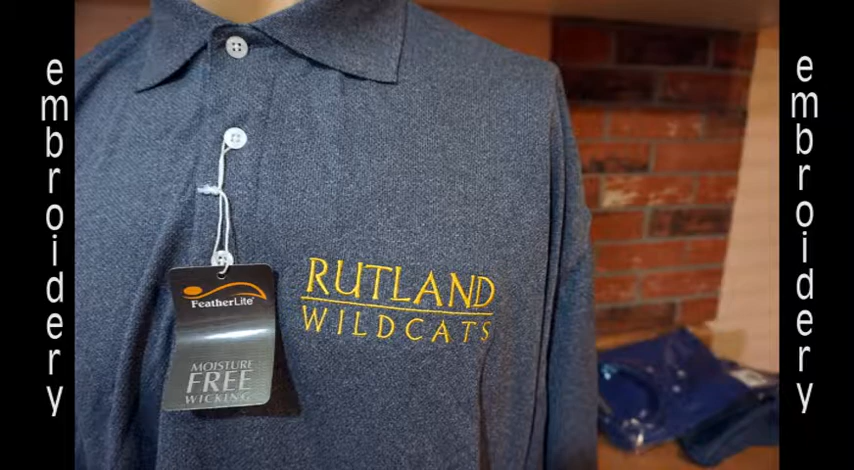 embroidery
RUTLAND
WILDCATS
FeatherLite
MOISTURE
FREE
WICKING
embroidery